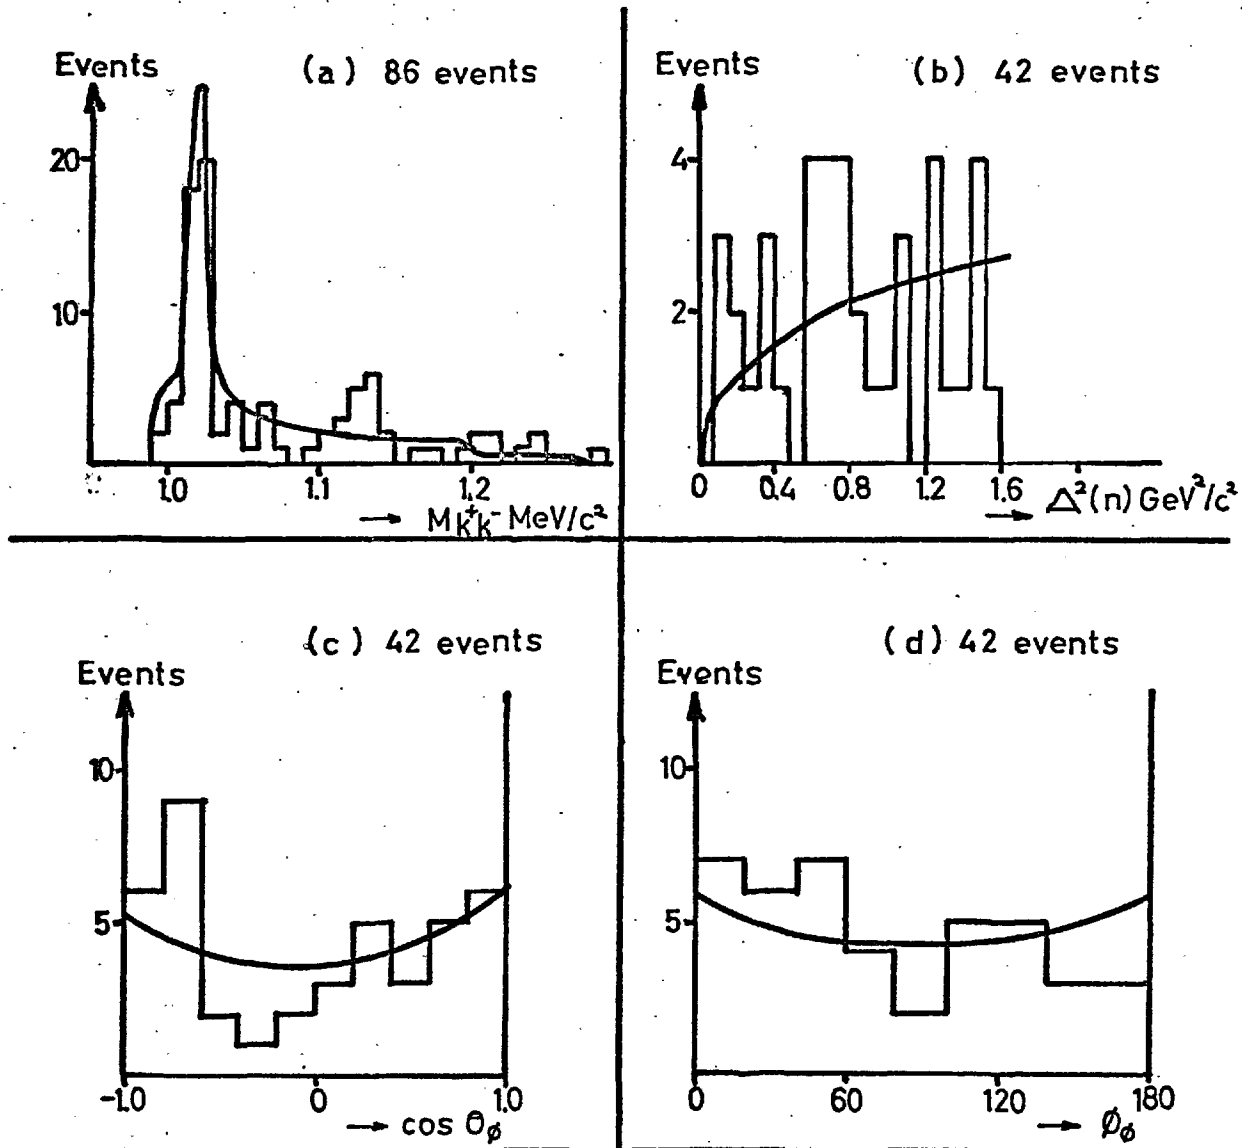 Events (a) 86 events
20
10
1.0 1.1 1.2
→ Mk⁺k⁻ MeV/c²
Events (b) 42 events
4
2
0 0.4 0.8 1.2 1.6
→ Δ²(n) GeV²/c²
(c) 42 events
Events
10
5
-1.0 0 1.0
→ cos θφ
(d) 42 events
Events
10
5
0 60 120 180
→ φφ